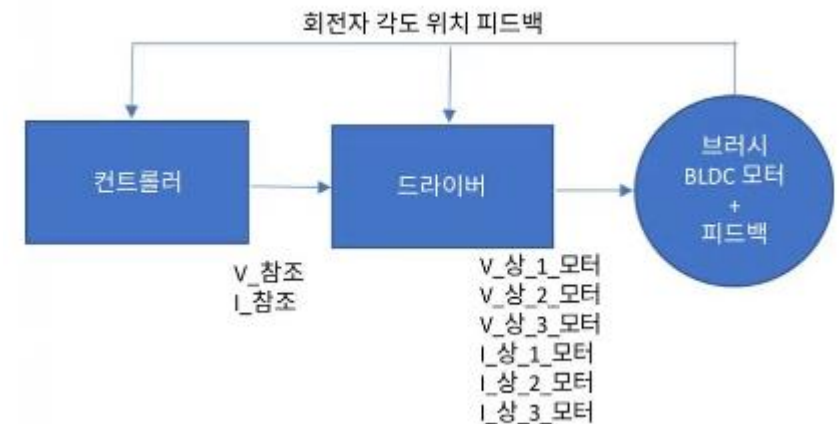 회전자 각도 위치 피드백
컨트롤러
드라이버
브러시
BLDC 모터
+
피드백
V_참조
I_참조
V_상_1_모터
V_상_2_모터
V_상_3_모터
I_상_1_모터
I_상_2_모터
I_상_3_모터